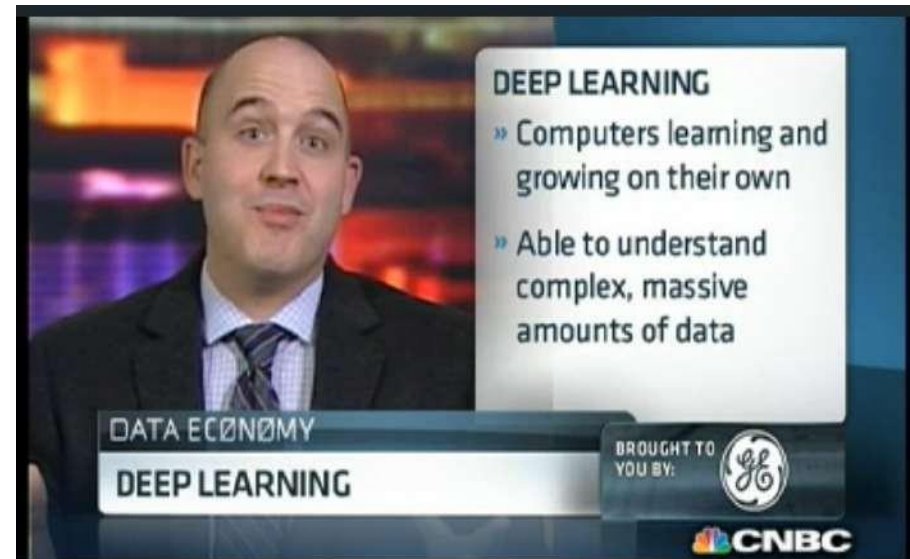 DEEP LEARNING
» Computers learning and
growing on their own
» Able to understand
complex, massive
amounts of data
DATA ECØNØMY
DEEP LEARNING
BROUGHT TO
YOU BY:
GE
CNBC